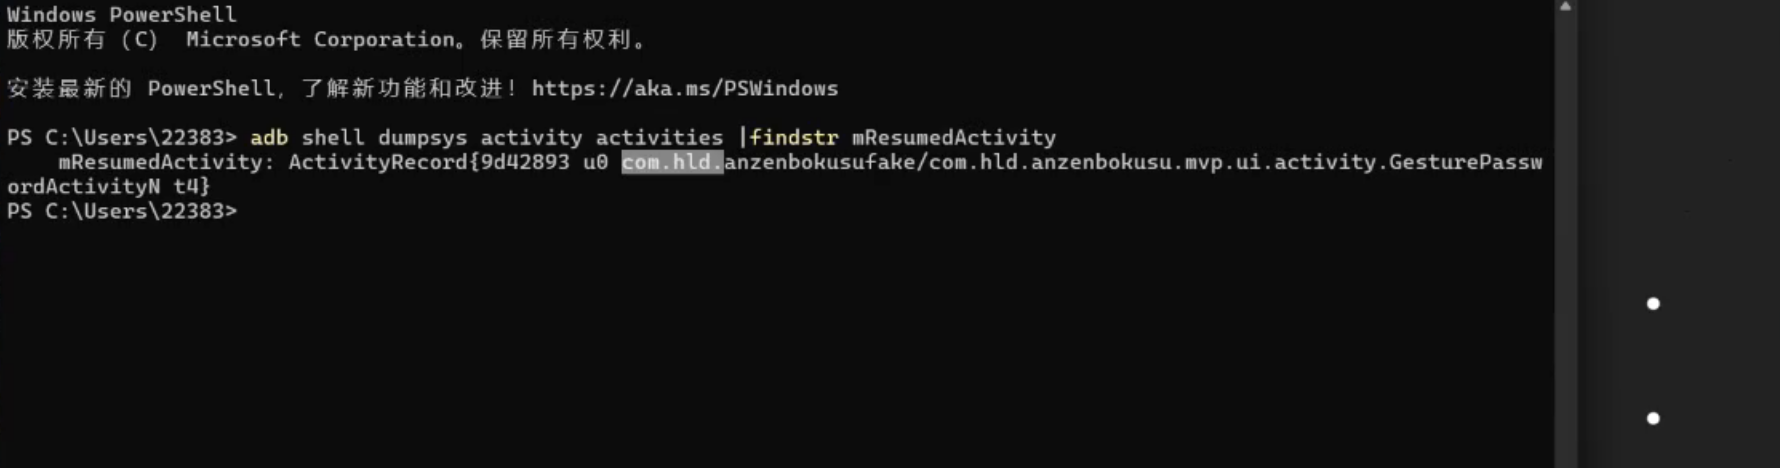 Windows PowerShell
版权所有 (C) Microsoft Corporation。保留所有权利。
安装最新的 PowerShell，了解新功能和改进！https://aka.ms/PSWindows
PS C:\Users\22383> adb shell dumpsys activity activities |findstr mResumedActivity
    mResumedActivity: ActivityRecord{9d42893 u0 com.hld.anzenbokusufake/com.hld.anzenbokusu.mvp.ui.activity.GesturePassw
ordActivityN t4}
PS C:\Users\22383>